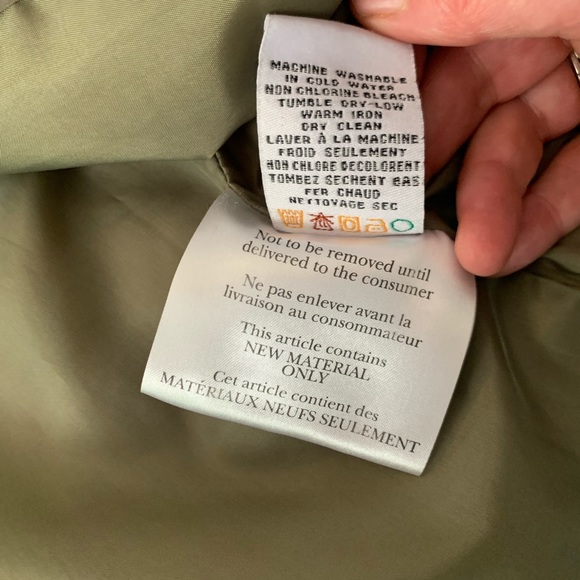 MACHINE WASHABLE
IN COLD WATER
NON CHLORINE BLEACH
TUMBLE DRY-LOW
WARM IRON
DRY CLEAN
LAVER À LA MACHINE
FROID SEULEMENT
NON CHLORE DECOLORENT
TOMBEZ SECHENT BAS
FER CHAUD
NETTOYAGE SEC
Not to be removed until
delivered to the consumer
Ne pas enlever avant la
livraison au consommateur
This article contains
NEW MATERIAL
ONLY
Cet article contient des
MATÉRIAUX NEUFS SEULEMENT